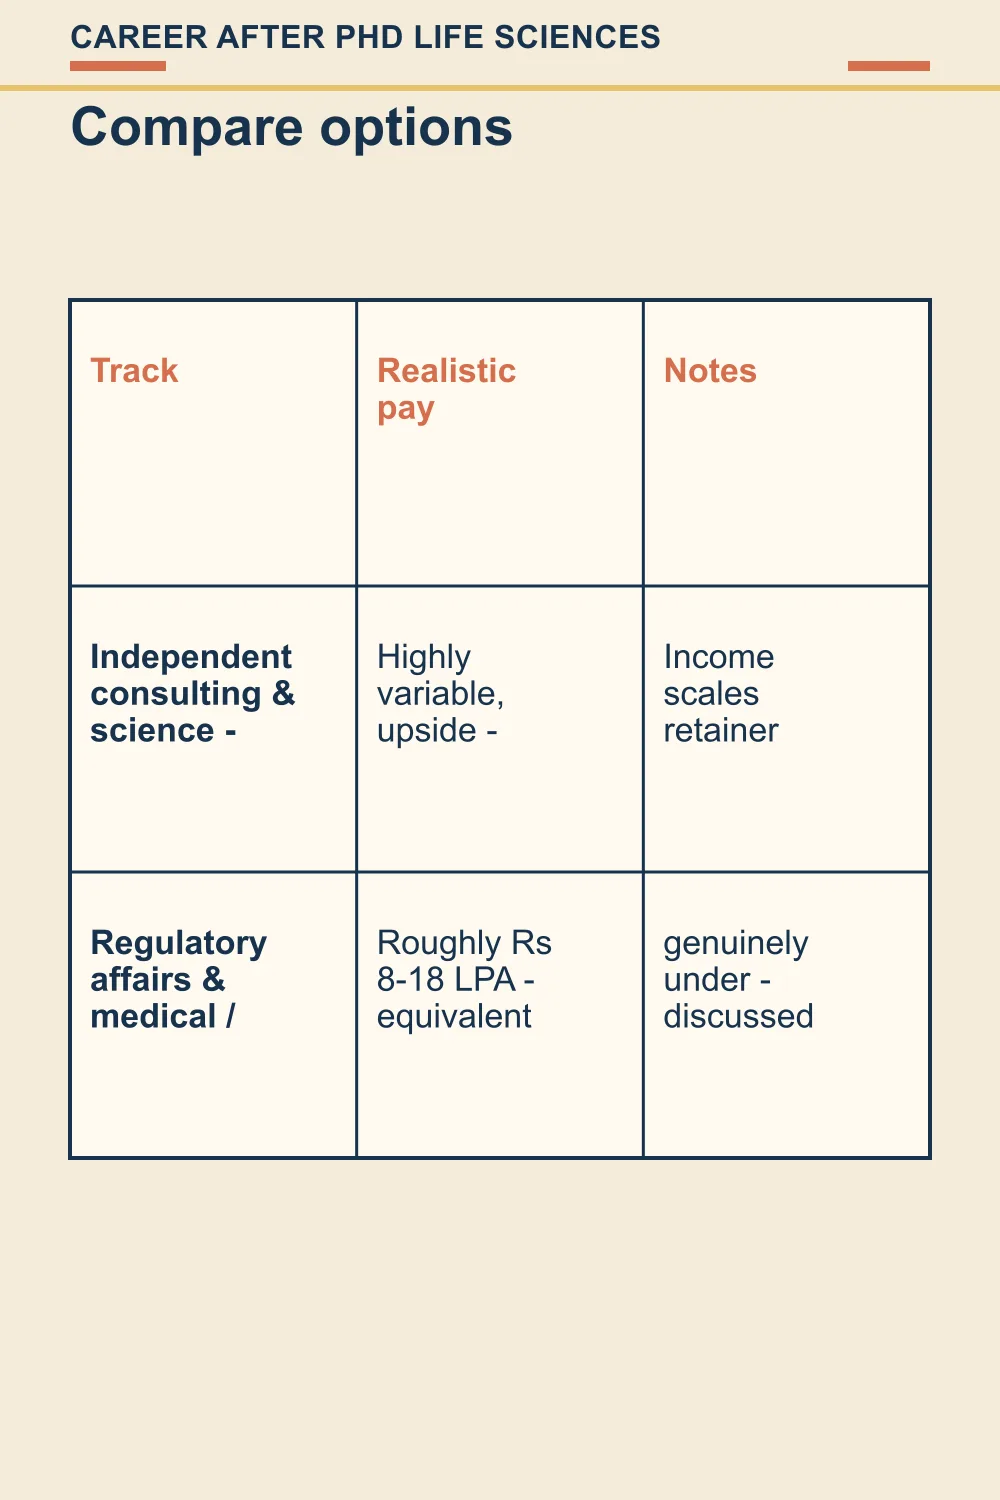 CAREER AFTER PHD LIFE SCIENCES
Compare options
Track
Realistic
pay
Notes
Independent
consulting &
science -
Highly
variable,
upside -
Income
scales
retainer
Regulatory
affairs &
medical /
Roughly Rs
8-18 LPA -
equivalent
genuinely
under -
discussed